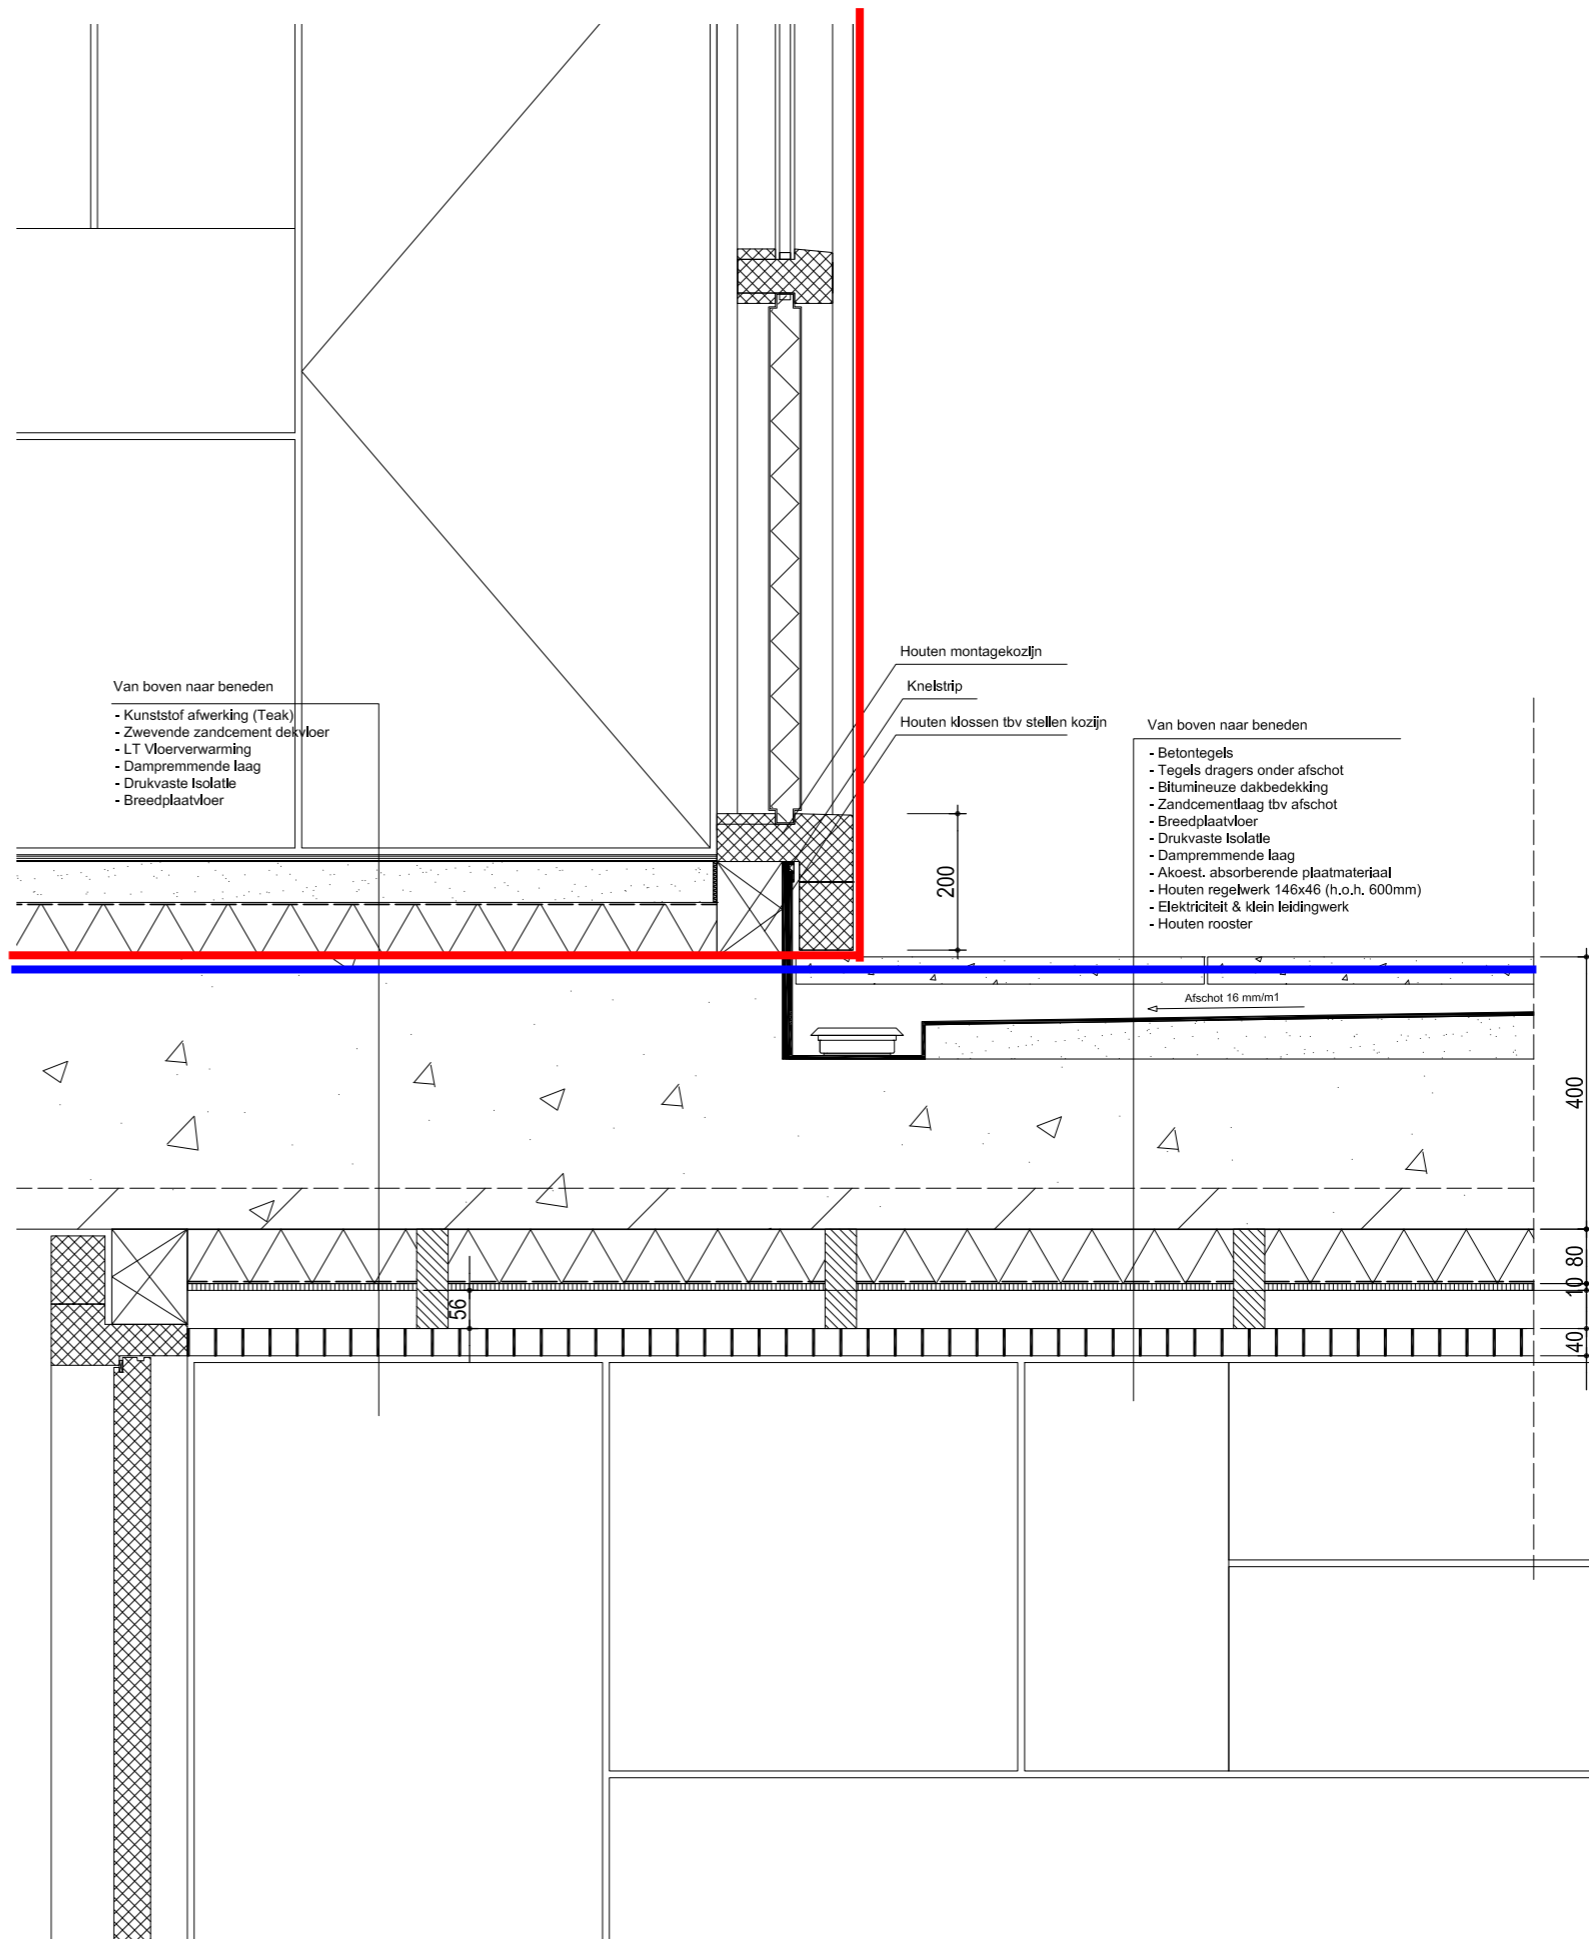 Houten montagekozijn
Knelstrip
Houten klossen tbv stellen kozijn
Van boven naar beneden
- Kunststof afwerking (Teak)
- Zwevende zandcement dekvloer
- LT Vloerverwarming
- Dampremmende laag
- Drukvaste Isolatie
- Breedplaatvloer
Van boven naar beneden
- Betontegels
- Tegels dragers onder afschot
- Bitumineuze dakbedekking
- Zandcementlaag tbv afschot
- Breedplaatvloer
- Drukvaste Isolatie
- Dampremmende laag
- Akoest. absorberende plaatmateriaal
- Houten regelwerk 146x46 (h.o.h. 600mm)
- Elektriciteit & klein leidingwerk
- Houten rooster
200
Afschot 16 mm/m1
400
80
10
56
40